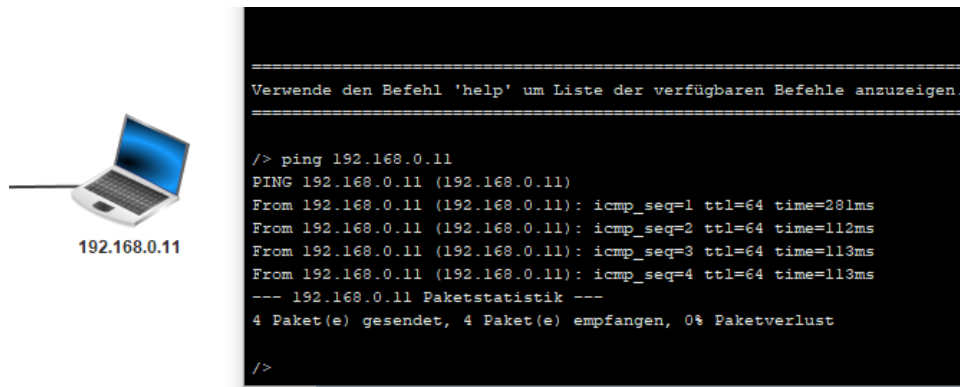 192.168.0.11
==================================================================
Verwende den Befehl 'help' um Liste der verfügbaren Befehle anzuzeigen.
==================================================================
/> ping 192.168.0.11
PING 192.168.0.11 (192.168.0.11)
From 192.168.0.11 (192.168.0.11): icmp_seq=1 ttl=64 time=281ms
From 192.168.0.11 (192.168.0.11): icmp_seq=2 ttl=64 time=112ms
From 192.168.0.11 (192.168.0.11): icmp_seq=3 ttl=64 time=113ms
From 192.168.0.11 (192.168.0.11): icmp_seq=4 ttl=64 time=113ms
--- 192.168.0.11 Paketstatistik ---
4 Paket(e) gesendet, 4 Paket(e) empfangen, 0% Paketverlust
/>